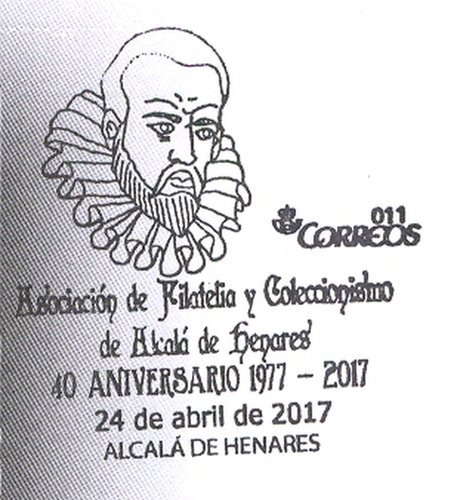 011
CORREOS
Asociación de Filatelia y Coleccionismo
de Alcalá de Henares
40 ANIVERSARIO 1977 - 2017
24 de abril de 2017
ALCALÁ DE HENARES